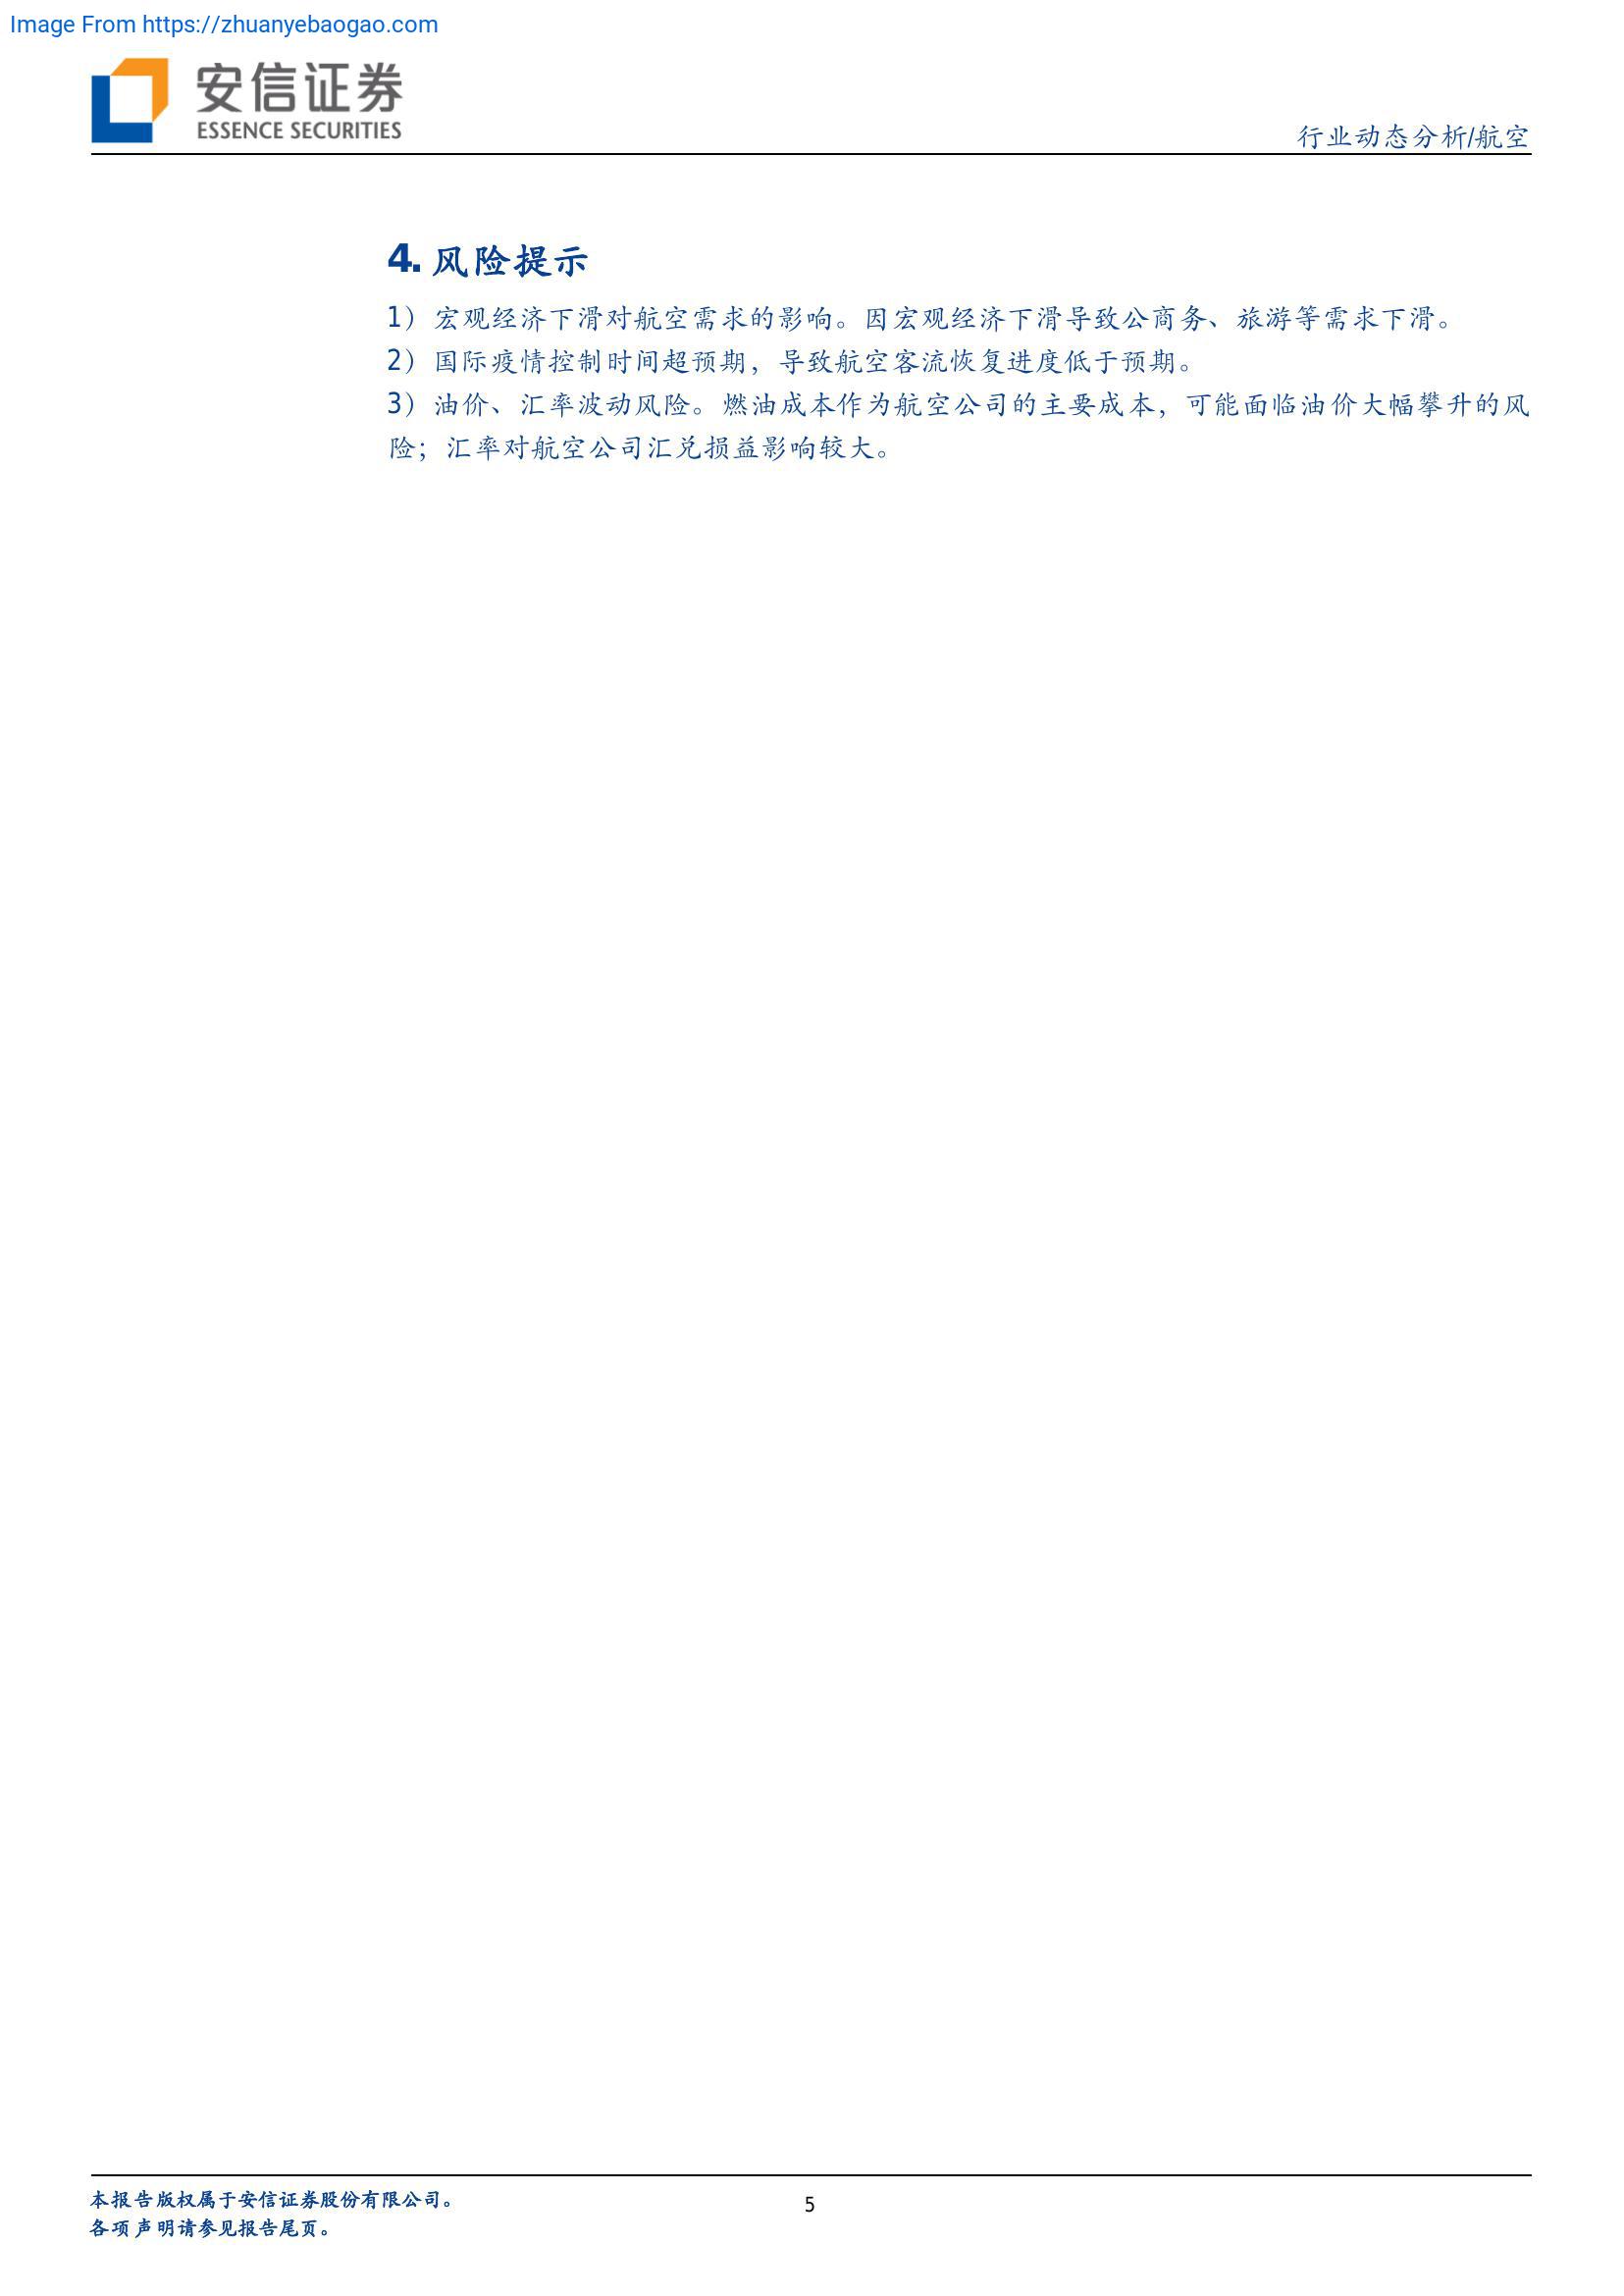 Image From https://zhuanyebaogao.com
安信证券
ESSENCE SECURITIES
行业动态分析/航空
4. 风险提示
1）宏观经济下滑对航空需求的影响。因宏观经济下滑导致公商务、旅游等需求下滑。
2）国际疫情控制时间超预期，导致航空客流恢复进度低于预期。
3）油价、汇率波动风险。燃油成本作为航空公司的主要成本，可能面临油价大幅攀升的风
险；汇率对航空公司汇兑损益影响较大。
本报告版权属于安信证券股份有限公司。
各项声明请参见报告尾页。
5